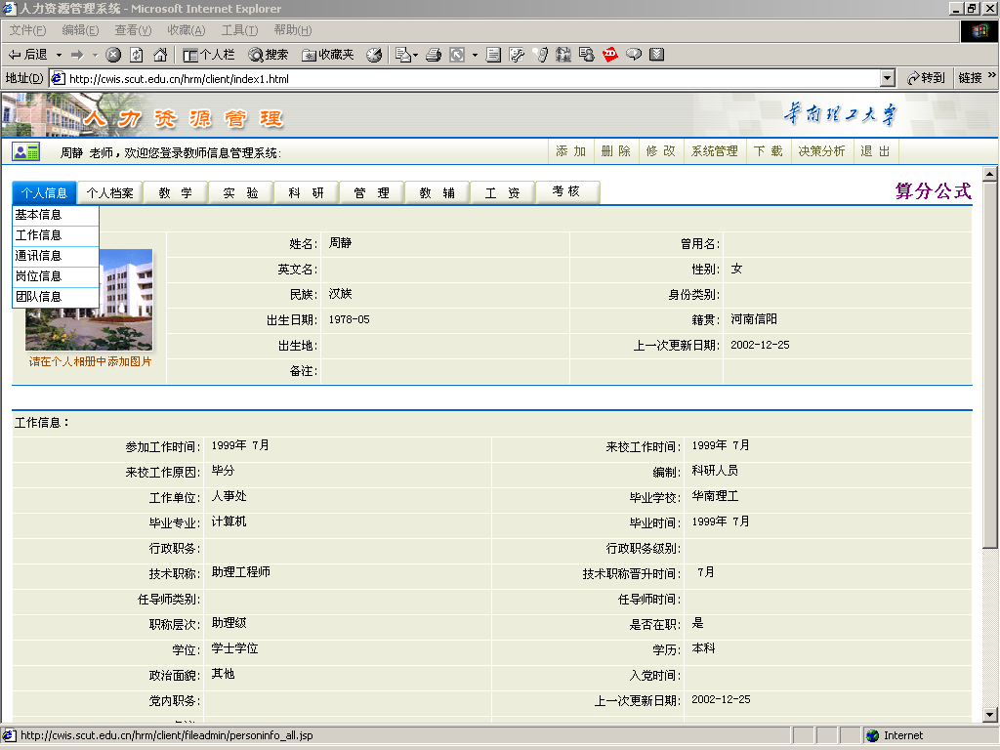 人力资源管理系统 - Microsoft Internet Explorer
文件(F) 编辑(E) 查看(V) 收藏(A) 工具(T) 帮助(H)
后退 个人栏 搜索 收藏夹
地址(D) http://cwis.scut.edu.cn/hrm/client/index1.html 转到 链接 »
人力资源管理 华南理工大学
周静 老师，欢迎您登录教师信息管理系统: 添 加 删 除 修 改 系统管理 下 载 决策分析 退 出
个人信息 个人档案 教 学 实 验 科 研 管 理 教 辅 工 资 考 核 算分公式
基本信息
工作信息
通讯信息
岗位信息
团队信息
请在个人相册中添加图片
姓名: 周静 曾用名:
英文名: 性别: 女
民族: 汉族 身份类别:
出生日期: 1978-05 籍贯: 河南信阳
出生地: 上一次更新日期: 2002-12-25
备注:
工作信息：
参加工作时间: 1999年 7月 来校工作时间: 1999年 7月
来校工作原因: 毕分 编制: 科研人员
工作单位: 人事处 毕业学校: 华南理工
毕业专业: 计算机 毕业时间: 1999年 7月
行政职务: 行政职务级别:
技术职称: 助理工程师 技术职称晋升时间: 7月
任导师类别: 任导师时间:
职称层次: 助理级 是否在职: 是
学位: 学士学位 学历: 本科
政治面貌: 其他 入党时间:
党内职务: 上一次更新日期: 2002-12-25
http://cwis.scut.edu.cn/hrm/client/fileadmin/personinfo_all.jsp Internet